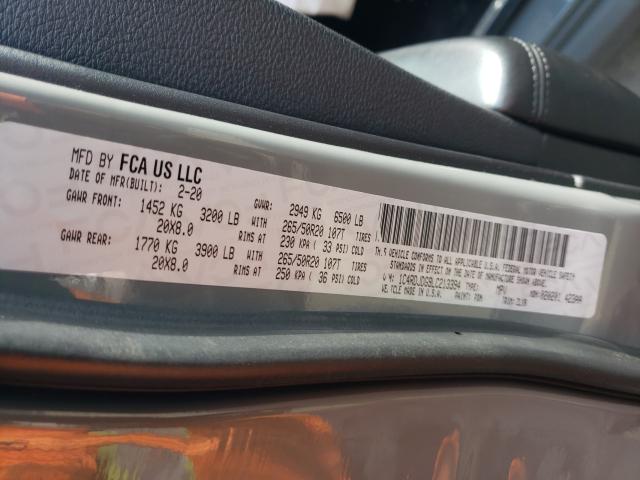 MFD BY FCA US LLC
DATE OF MFR(BUILT): 2-20 GVWR: 2949 KG 6500 LB
GAWR FRONT: 1452 KG 3200 LB WITH 265/50R20 107T TIRES
20X8.0 RIMS AT 230 KPA ( 33 PSI) COLD
GAWR REAR: 1770 KG 3900 LB WITH 265/50R20 107T TIRES
20X8.0 RIMS AT 250 KPA ( 36 PSI) COLD
VEHICLE CONFORMS TO ALL APPLICABLE U.S.A. FEDERAL MOTOR VEHICLE SAFETY
STANDARDS IN EFFECT ON THE DATE OF MANUFACTURE SHOWN ABOVE.
TYPE: MPV
VEHICLE MADE IN U.S.A. PAINT: PDN